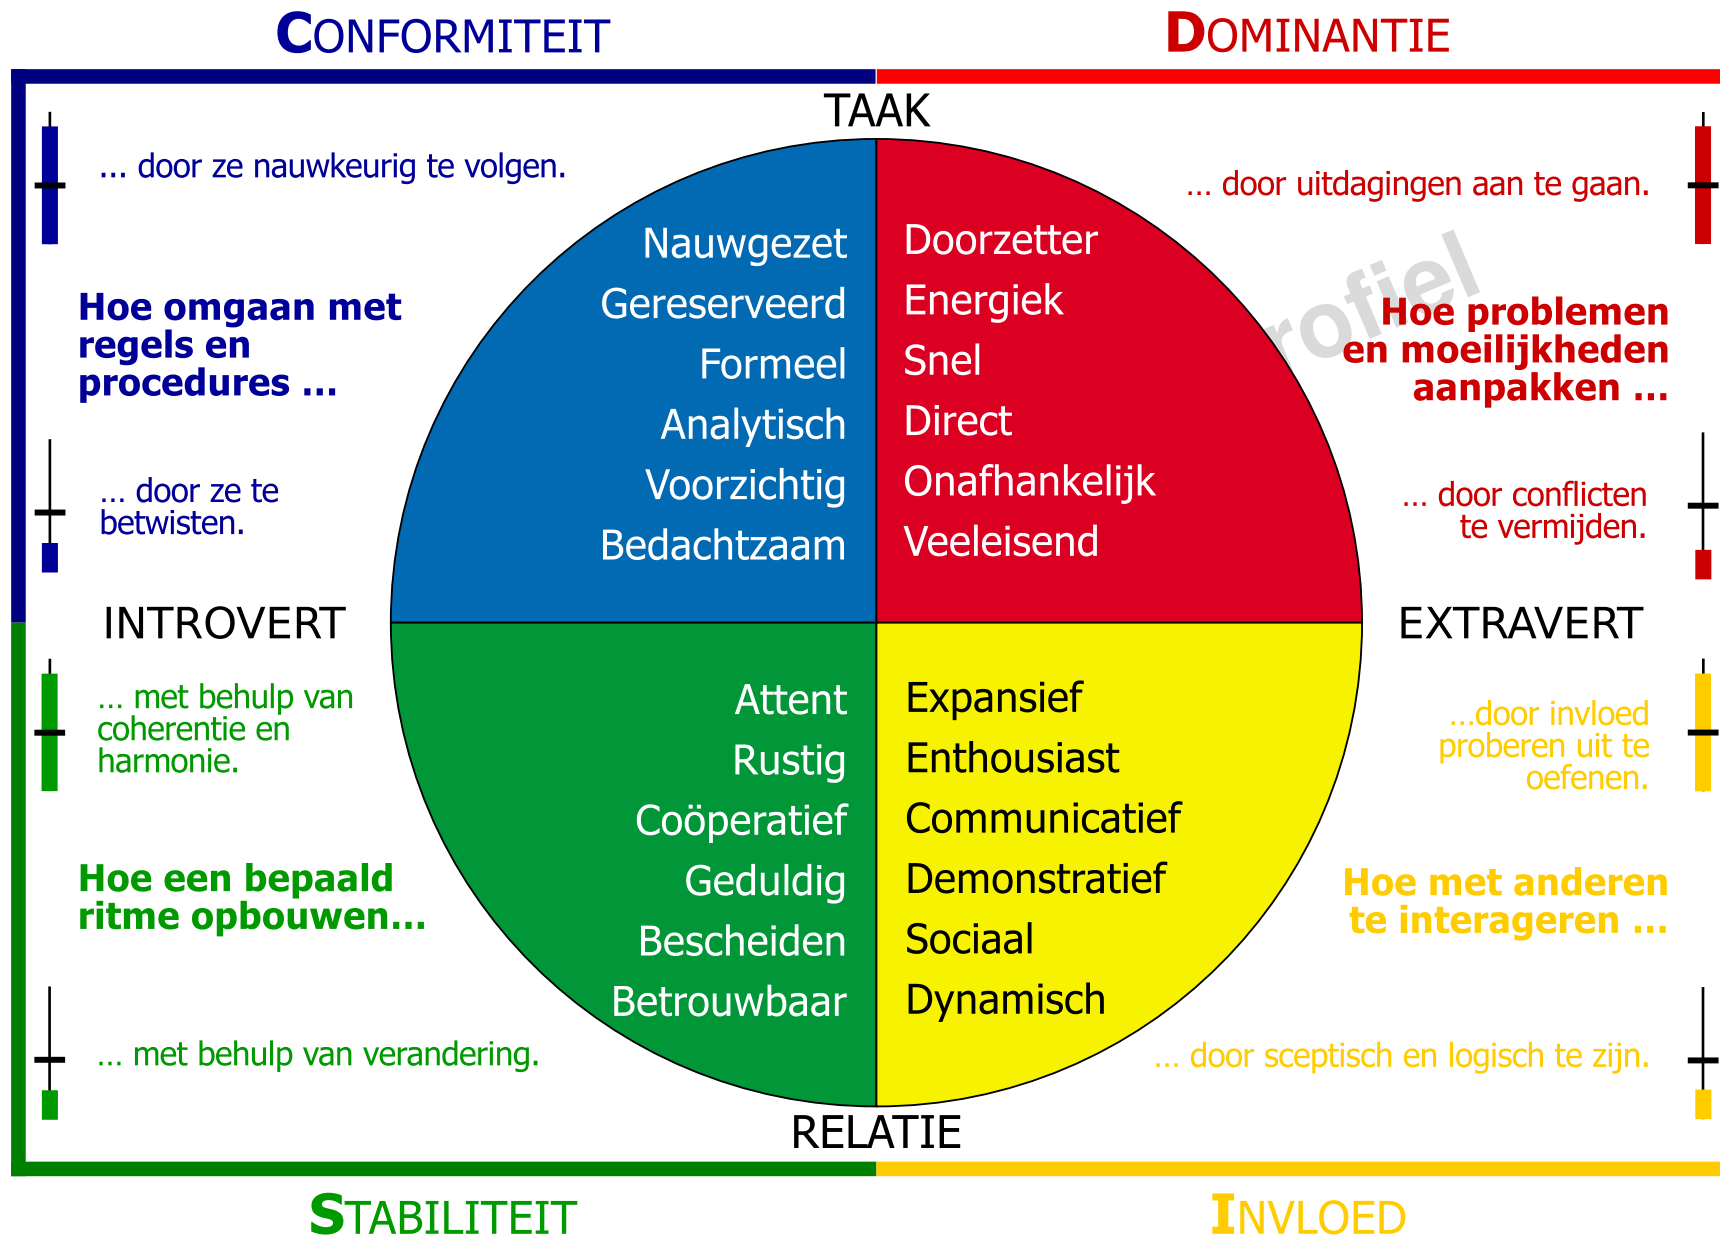 CONFORMITEIT
DOMINANTIE
TAAK
... door ze nauwkeurig te volgen.
Hoe omgaan met
regels en
procedures ...
... door ze te
betwisten.
Nauwgezet
Gereserveerd
Formeel
Analytisch
Voorzichtig
Bedachtzaam
Doorzetter
Energiek
Snel
Direct
Onafhankelijk
Veeleisend
... door uitdagingen aan te gaan.
rofiel
Hoe problemen
en moeilijkheden
aanpakken ...
... door conflicten
te vermijden.
INTROVERT
EXTRAVERT
... met behulp van
coherentie en
harmonie.
Hoe een bepaald
ritme opbouwen...
... met behulp van verandering.
Attent
Rustig
Coöperatief
Geduldig
Bescheiden
Betrouwbaar
Expansief
Enthousiast
Communicatief
Demonstratief
Sociaal
Dynamisch
...door invloed
proberen uit te
oefenen.
Hoe met anderen
te interageren ...
... door sceptisch en logisch te zijn.
RELATIE
STABILITEIT
INVLOED